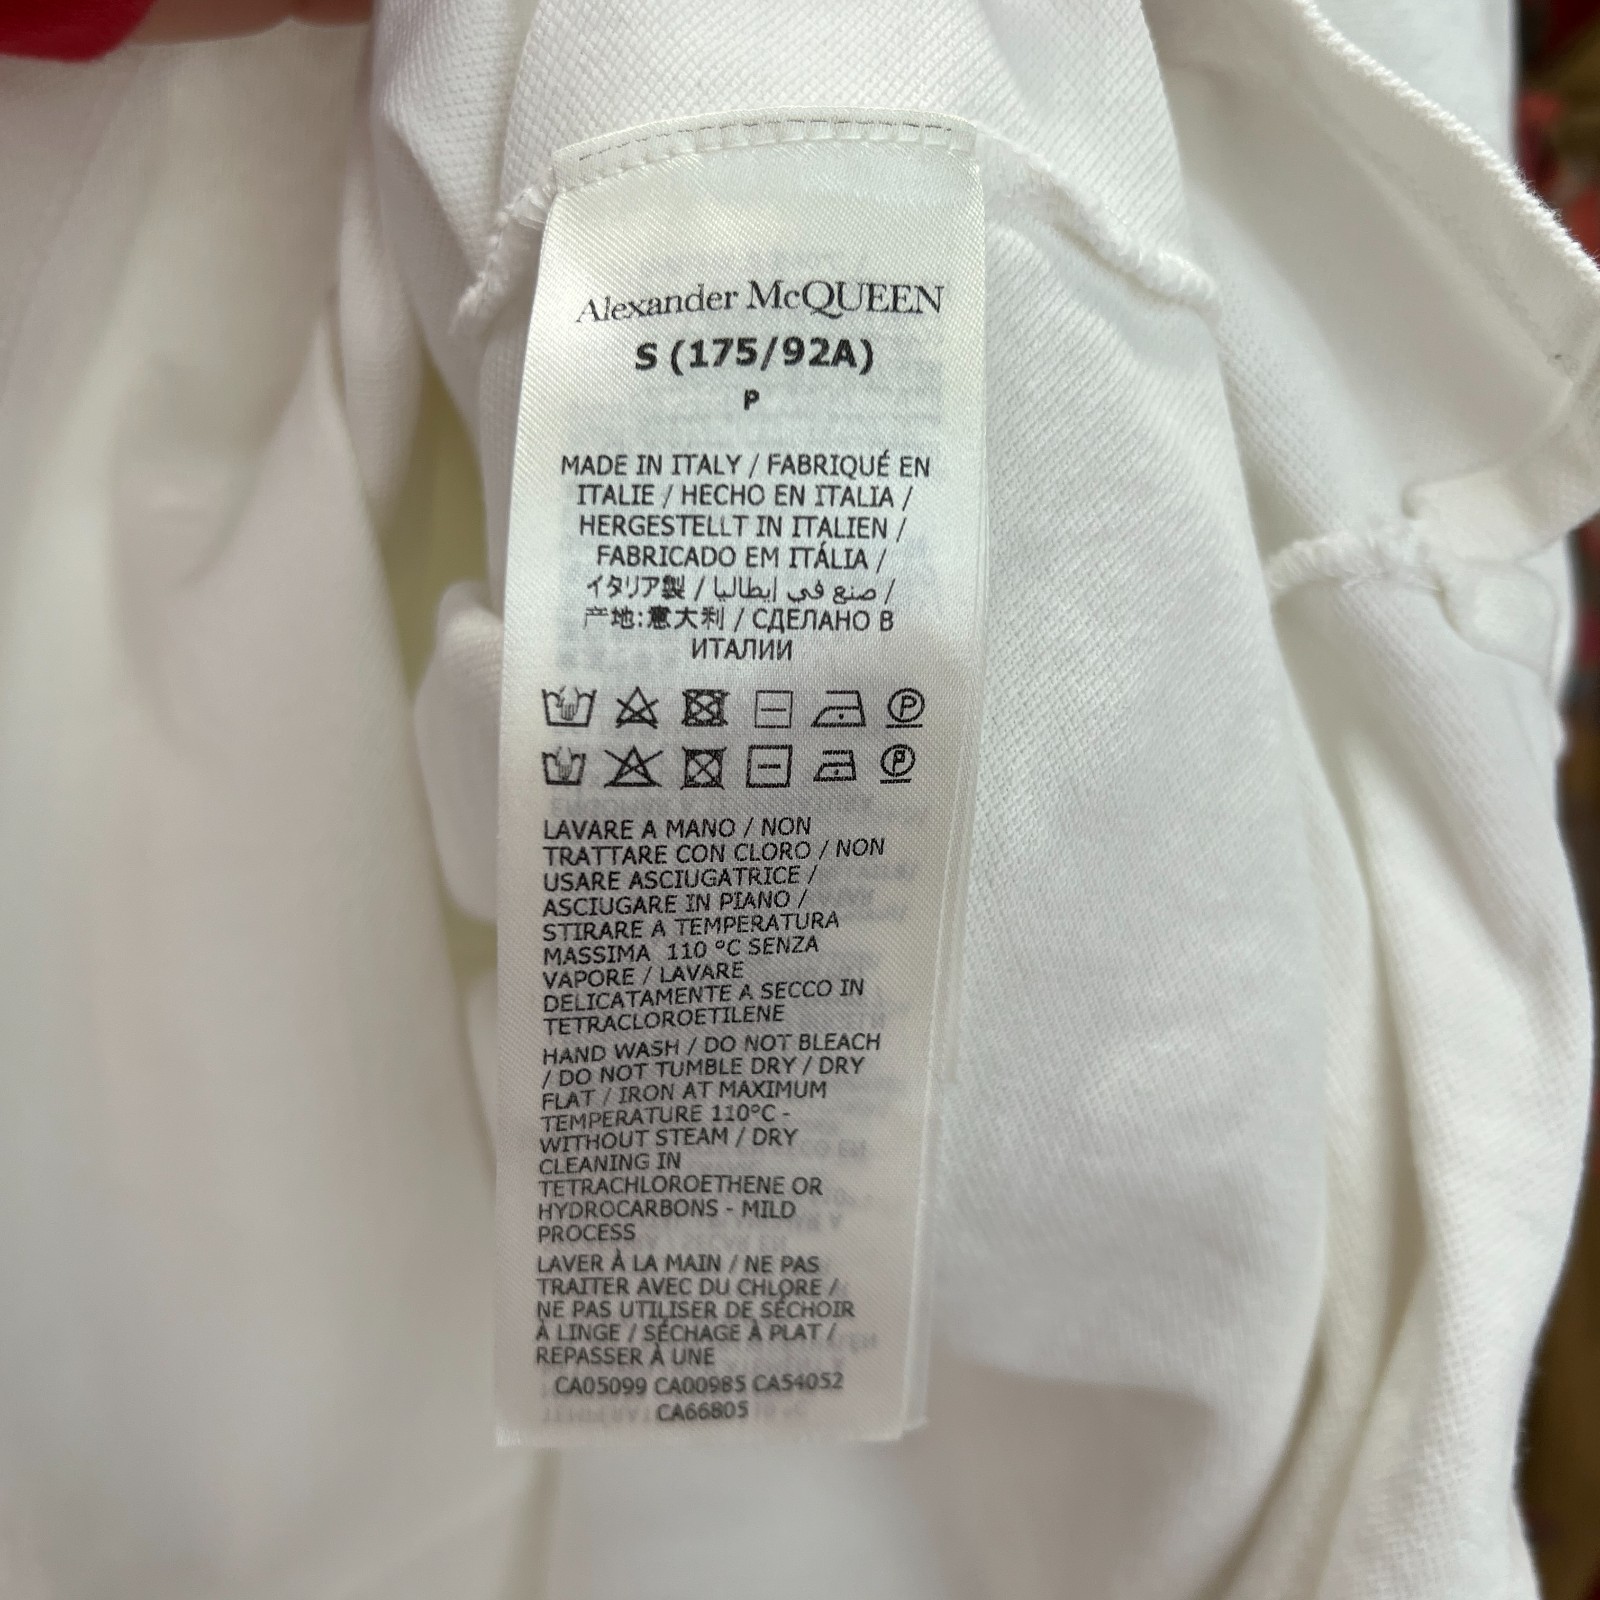 Alexander McQUEEN
S (175/92A)
P
MADE IN ITALY / FABRIQUÉ EN
ITALIE / HECHO EN ITALIA /
HERGESTELLT IN ITALIEN /
FABRICADO EM ITÁLIA /
イタリア製 / صنع في إيطاليا /
产地:意大利 / СДЕЛАНО В
ИТАЛИИ
P
P
LAVARE A MANO / NON
TRATTARE CON CLORO / NON
USARE ASCIUGATRICE /
ASCIUGARE IN PIANO /
STIRARE A TEMPERATURA
MASSIMA 110 °C SENZA
VAPORE / LAVARE
DELICATAMENTE A SECCO IN
TETRACLOROETILENE
HAND WASH / DO NOT BLEACH
/ DO NOT TUMBLE DRY / DRY
FLAT / IRON AT MAXIMUM
TEMPERATURE 110°C -
WITHOUT STEAM / DRY
CLEANING IN
TETRACHLOROETHENE OR
HYDROCARBONS - MILD
PROCESS
LAVER À LA MAIN / NE PAS
TRAITER AVEC DU CHLORE /
NE PAS UTILISER DE SÉCHOIR
À LINGE / SÉCHAGE À PLAT /
REPASSER À UNE
CA05099 CA00985 CA54052
CA66805